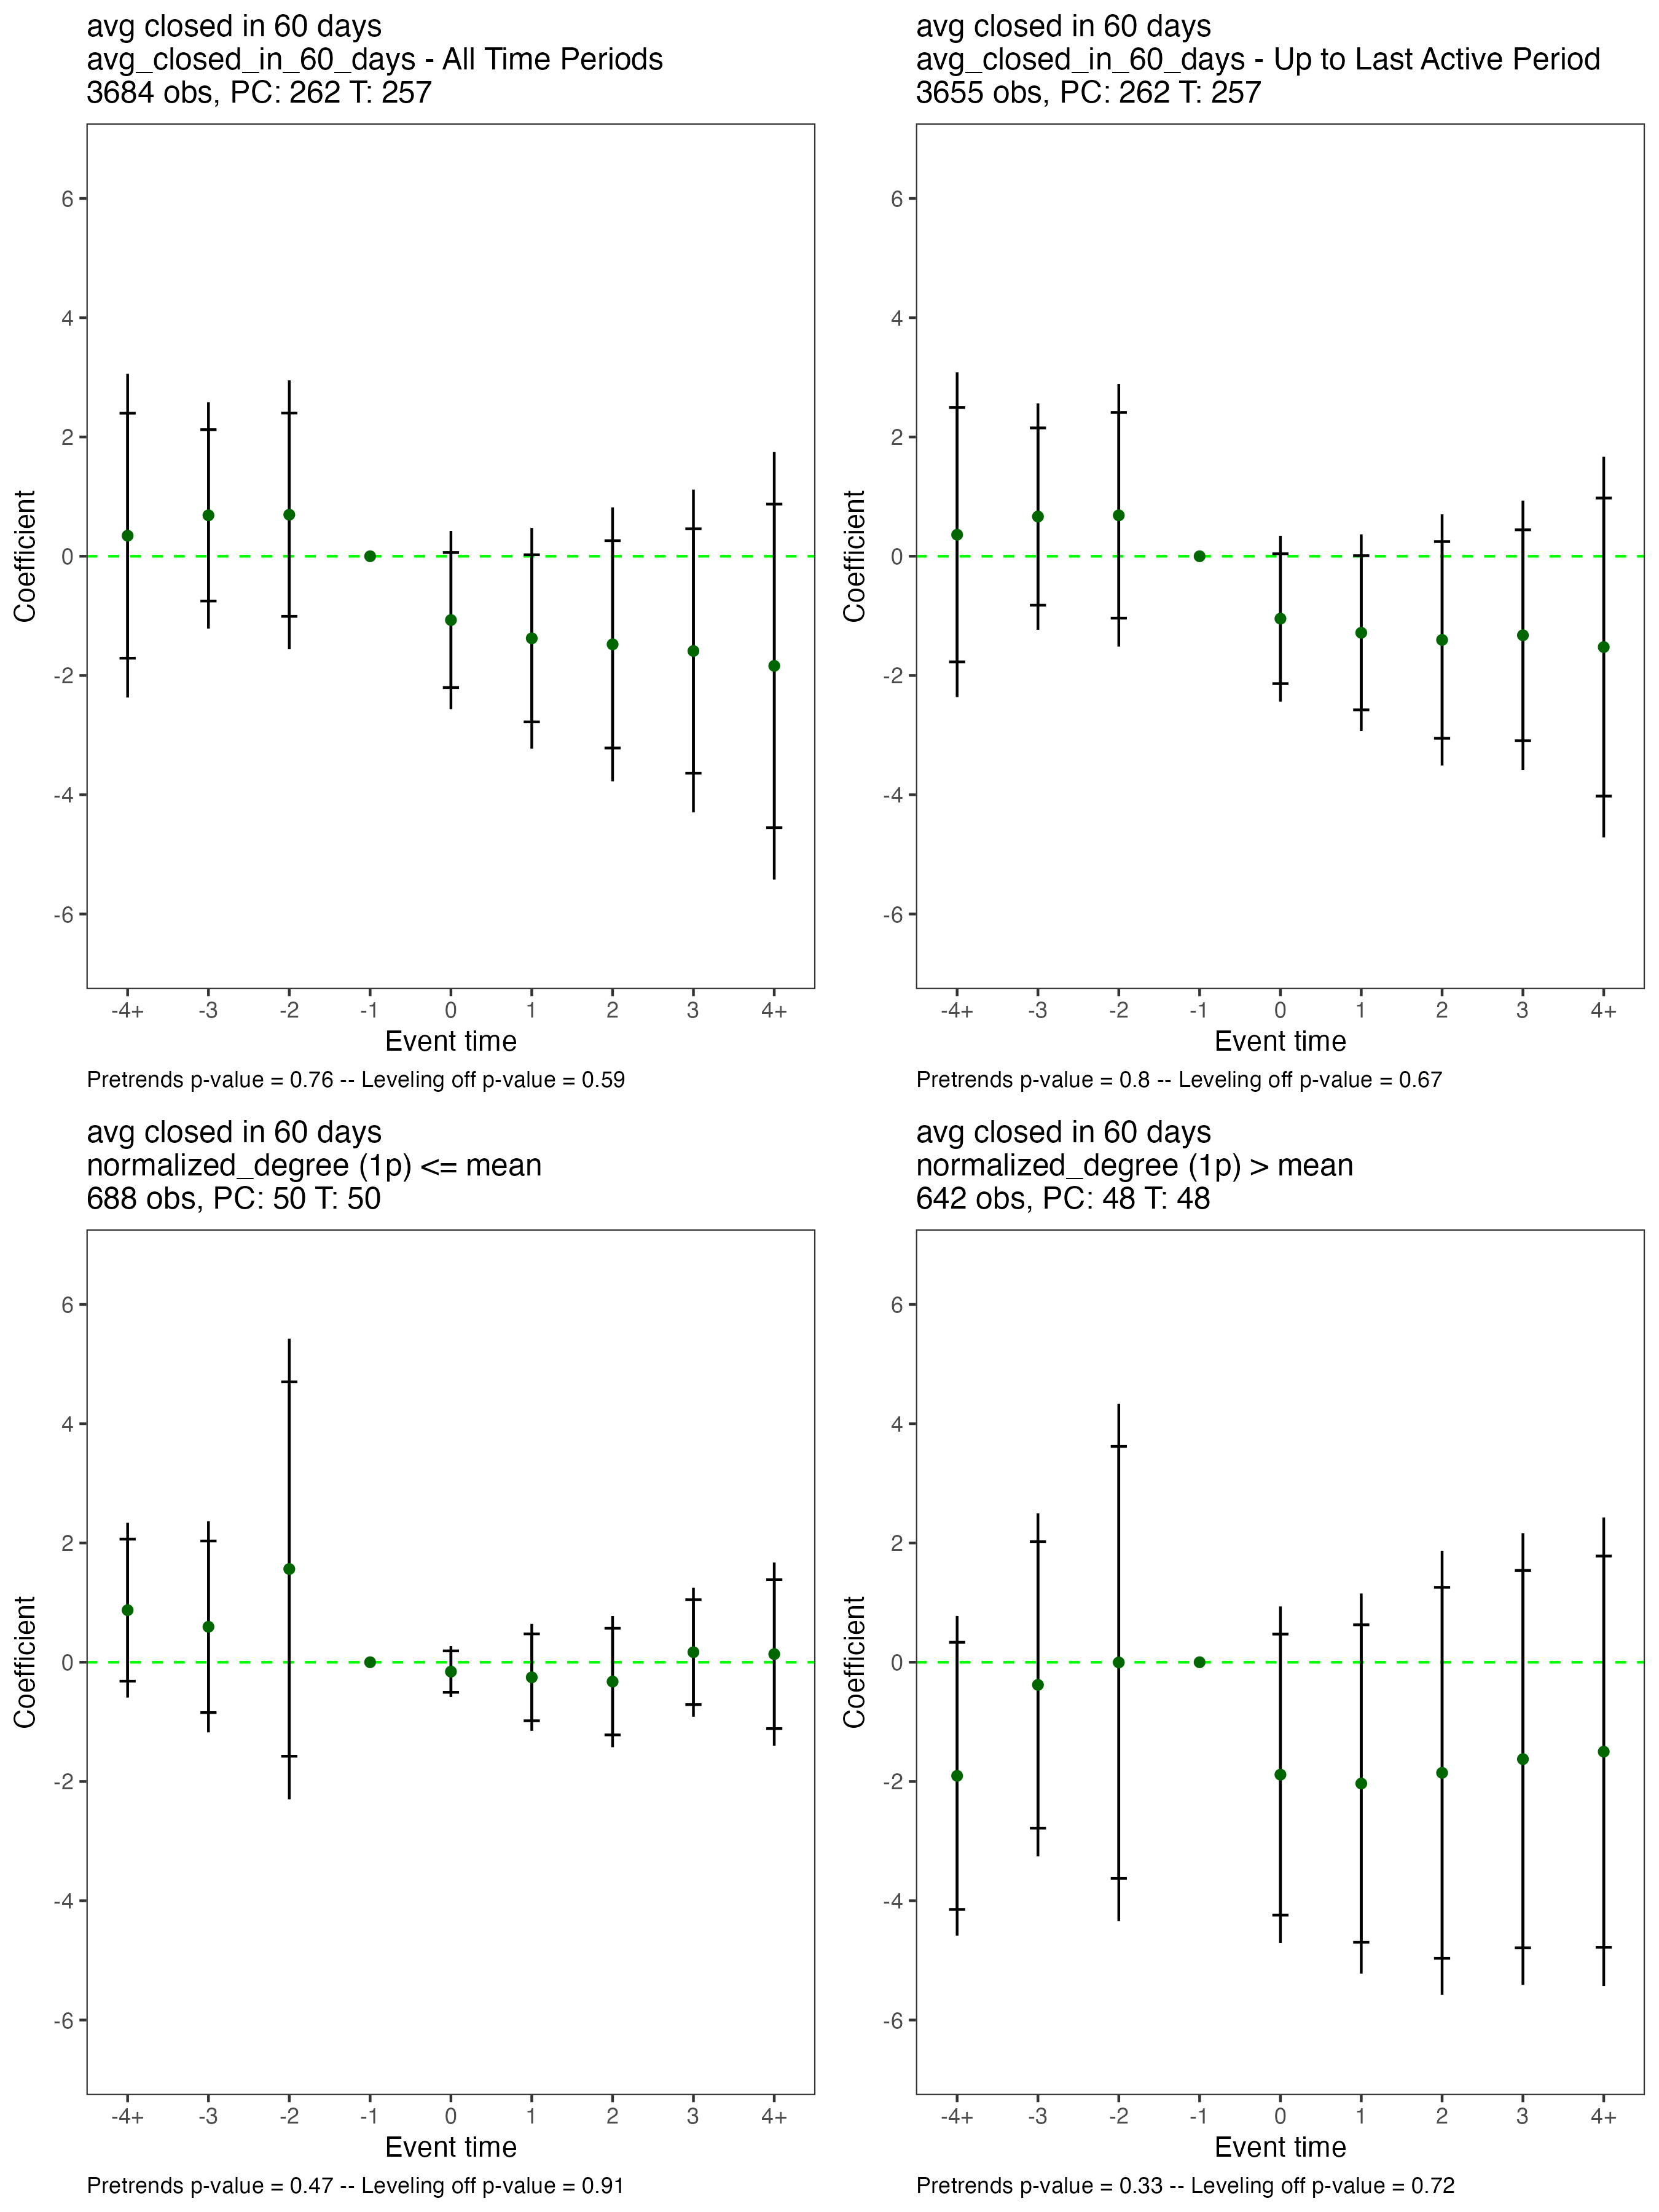 avg closed in 60 days
avg_closed_in_60_days - All Time Periods
3684 obs, PC: 262 T: 257
6
4
2
0
-2
-4
-6
Coefficient
-4+ -3 -2 -1 0 1 2 3 4+
Event time
Pretrends p-value = 0.76 -- Leveling off p-value = 0.59
avg closed in 60 days
avg_closed_in_60_days - Up to Last Active Period
3655 obs, PC: 262 T: 257
6
4
2
0
-2
-4
-6
Coefficient
-4+ -3 -2 -1 0 1 2 3 4+
Event time
Pretrends p-value = 0.8 -- Leveling off p-value = 0.67
avg closed in 60 days
normalized_degree (1p) <= mean
688 obs, PC: 50 T: 50
6
4
2
0
-2
-4
-6
Coefficient
-4+ -3 -2 -1 0 1 2 3 4+
Event time
Pretrends p-value = 0.47 -- Leveling off p-value = 0.91
avg closed in 60 days
normalized_degree (1p) > mean
642 obs, PC: 48 T: 48
6
4
2
0
-2
-4
-6
Coefficient
-4+ -3 -2 -1 0 1 2 3 4+
Event time
Pretrends p-value = 0.33 -- Leveling off p-value = 0.72